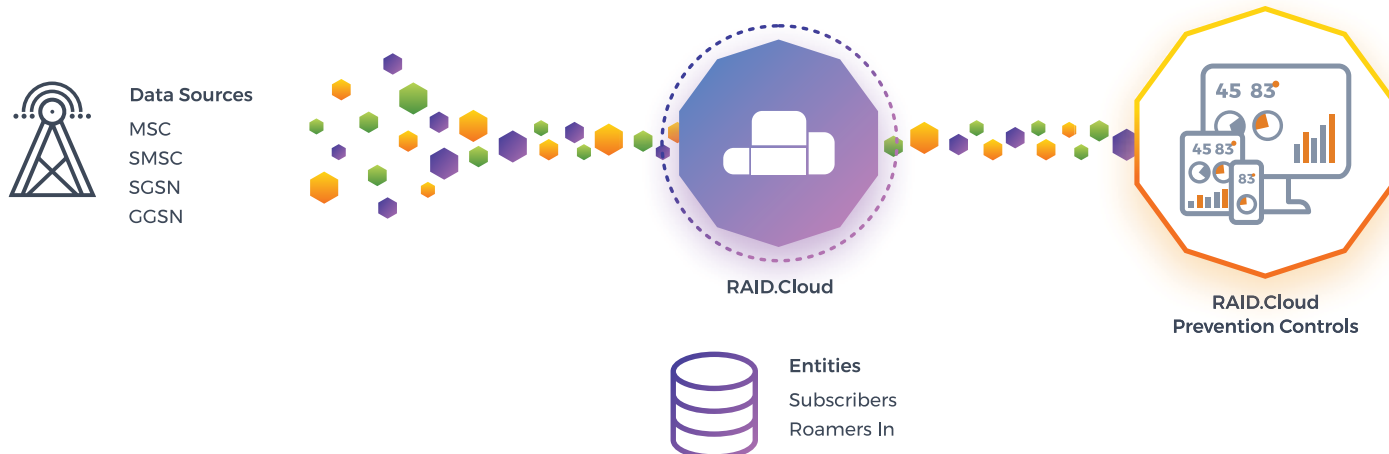 Data Sources
MSC
SMSC
SGSN
GGSN
RAID.Cloud
45 83
45 83
83
RAID.Cloud
Prevention Controls
Entities
Subscribers
Roamers In